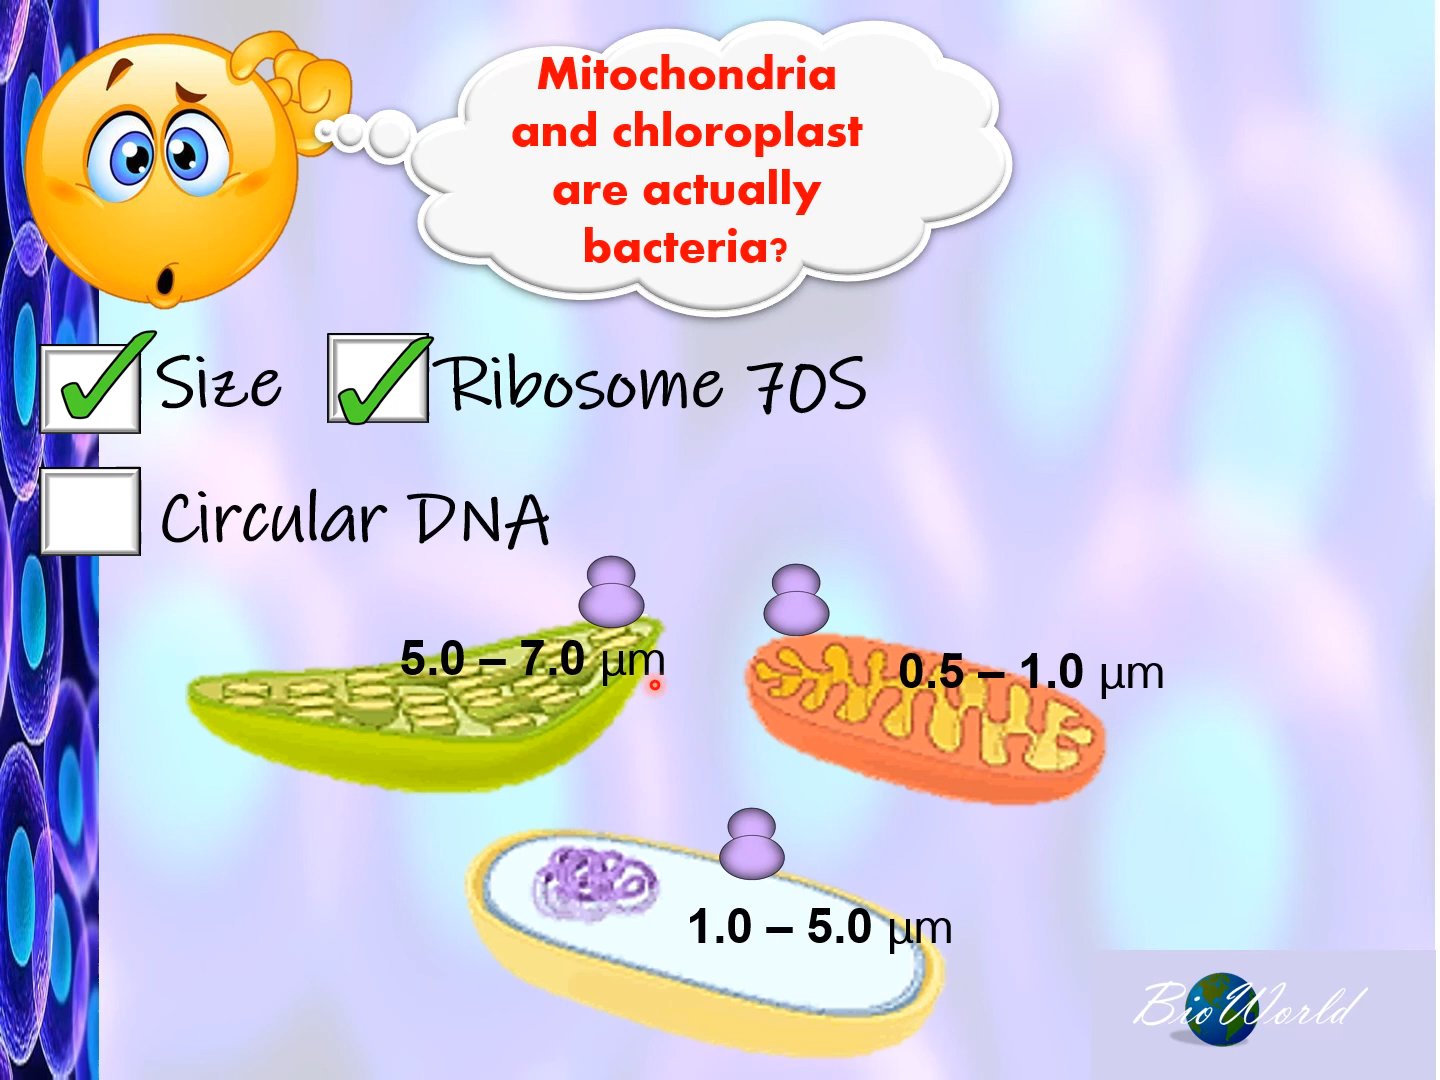 Mitochondria
and chloroplast
are actually
bacteria?
Size
Ribosome 70S
Circular DNA
5.0 – 7.0 µm
0.5 – 1.0 µm
1.0 – 5.0 µm
BioWorld